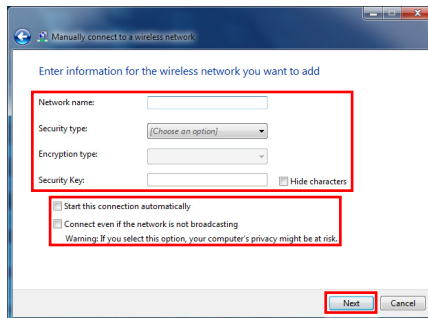 Manually connect to a wireless network
Enter information for the wireless network you want to add
Network name:
Security type: [Choose an option]
Encryption type:
Security Key: Hide characters
Start this connection automatically
Connect even if the network is not broadcasting
Warning: If you select this option, your computer's privacy might be at risk.
Next Cancel